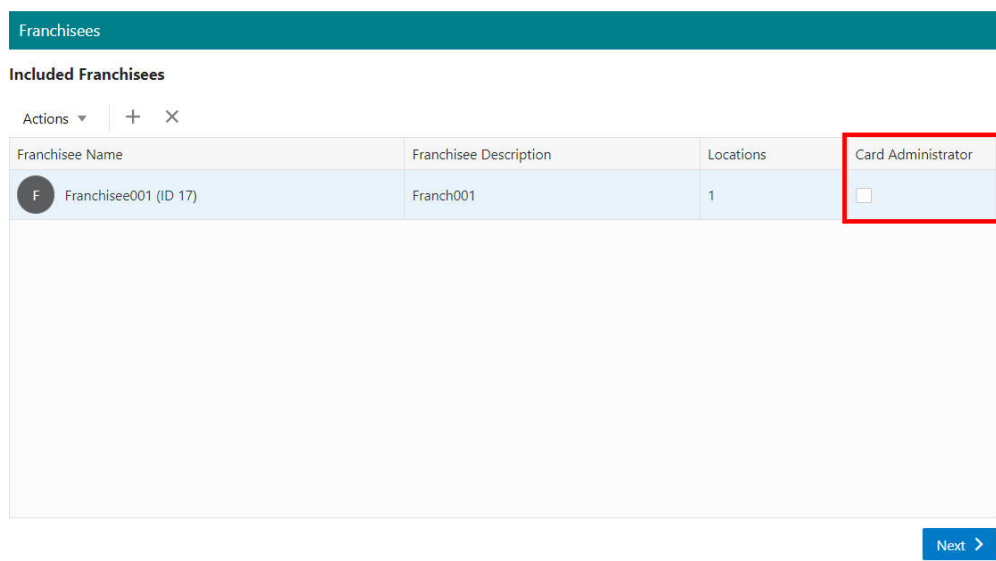 Franchisees
Included Franchisees
Actions
Franchisee Name Franchisee Description Locations Card Administrator
F Franchisee001 (ID 17) Franch001 1
Next